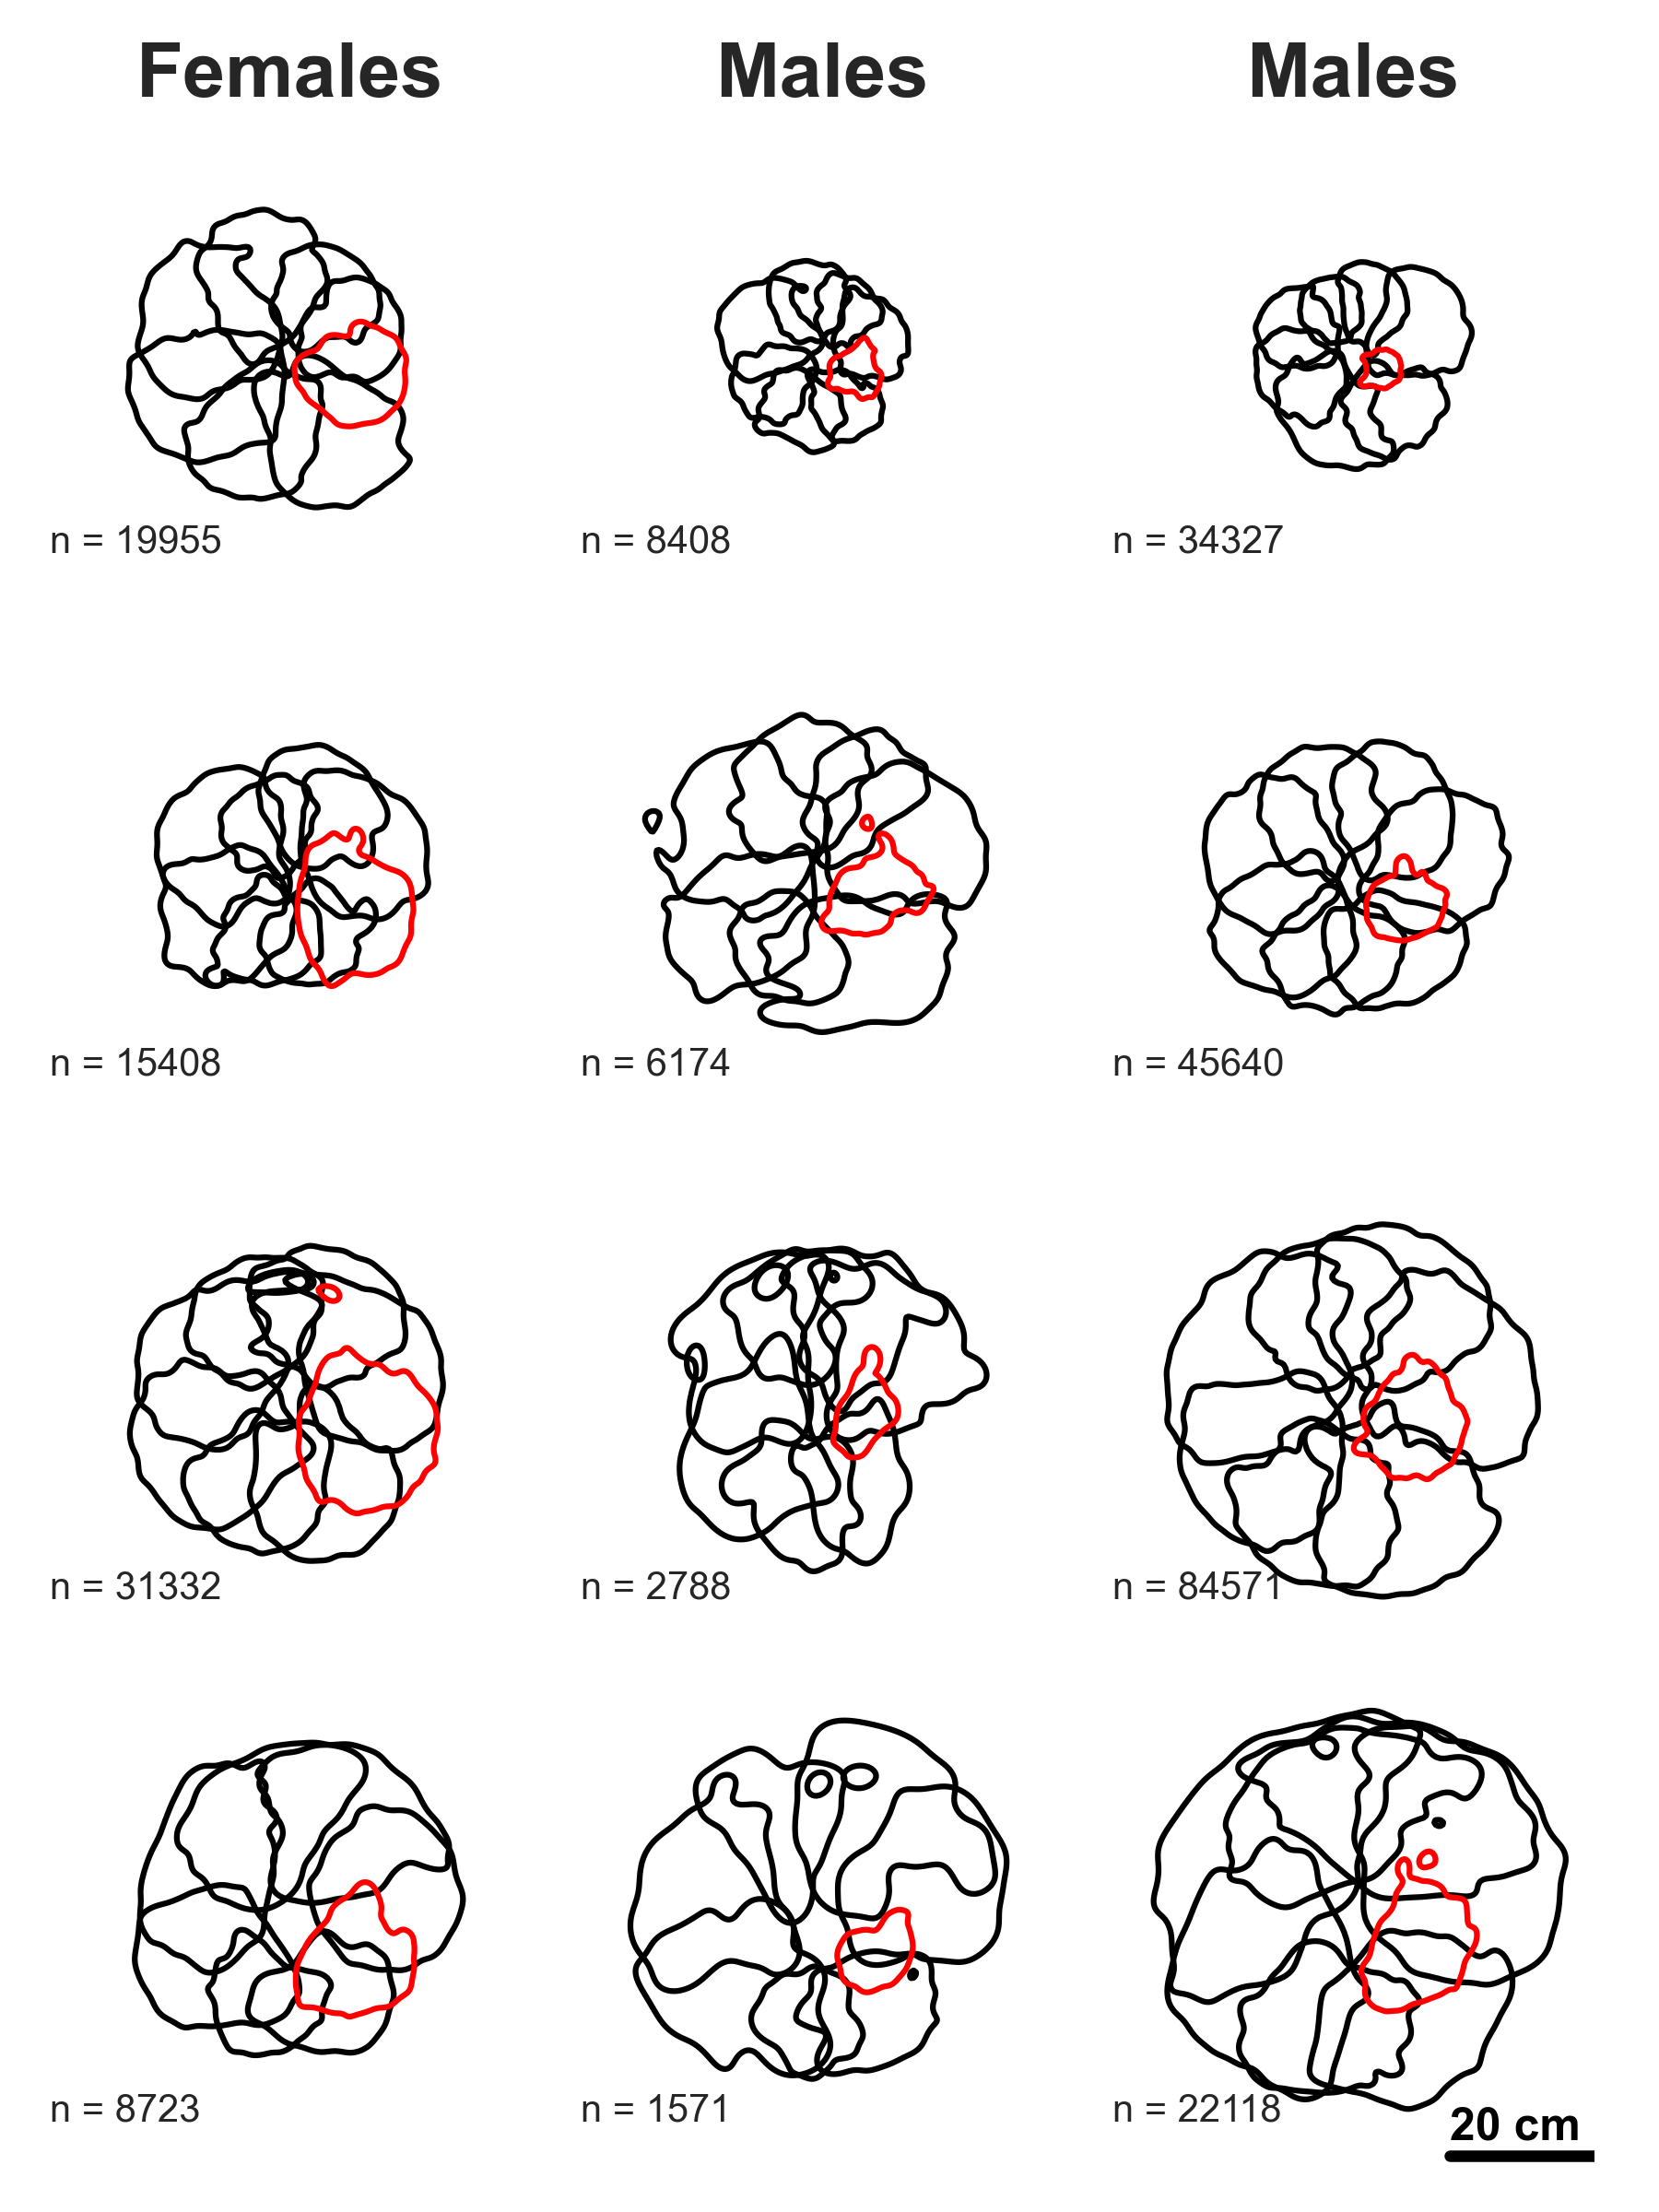 Females Males Males
n = 19955 n = 8408 n = 34327
n = 15408 n = 6174 n = 45640
n = 31332 n = 2788 n = 84571
n = 8723 n = 1571 n = 22118
20 cm